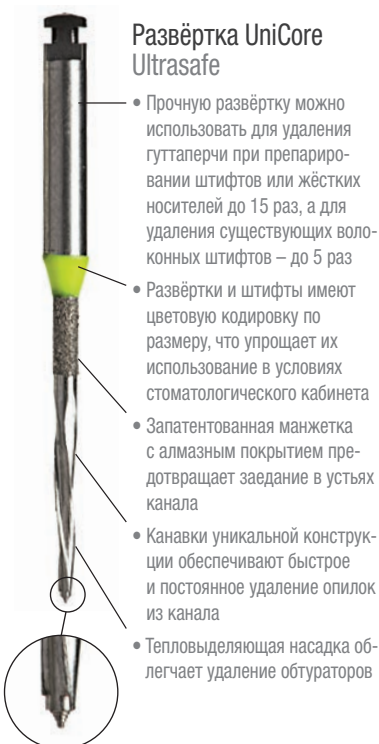 Развёртка UniCore
Ultrasafe
• Прочную развёртку можно
использовать для удаления
гуттаперчи при препариро-
вании штифтов или жёстких
носителей до 15 раз, а для
удаления существующих воло-
конных штифтов – до 5 раз
• Развёртки и штифты имеют
цветовую кодировку по
размеру, что упрощает их
использование в условиях
стоматологического кабинета
• Запатентованная манжетка
с алмазным покрытием пре-
дотвращает заедание в устьях
канала
• Канавки уникальной конструк-
ции обеспечивают быстрое
и постоянное удаление опилок
из канала
• Тепловыделяющая насадка об-
легчает удаление обтураторов